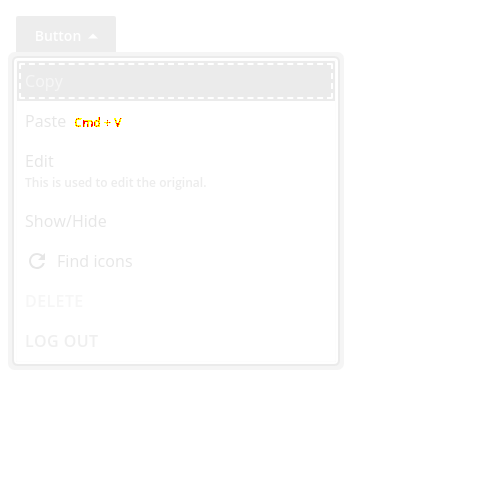 Button
Copy
Paste Cmd + V
Edit
This is used to edit the original.
Show/Hide
Find icons
DELETE
LOG OUT